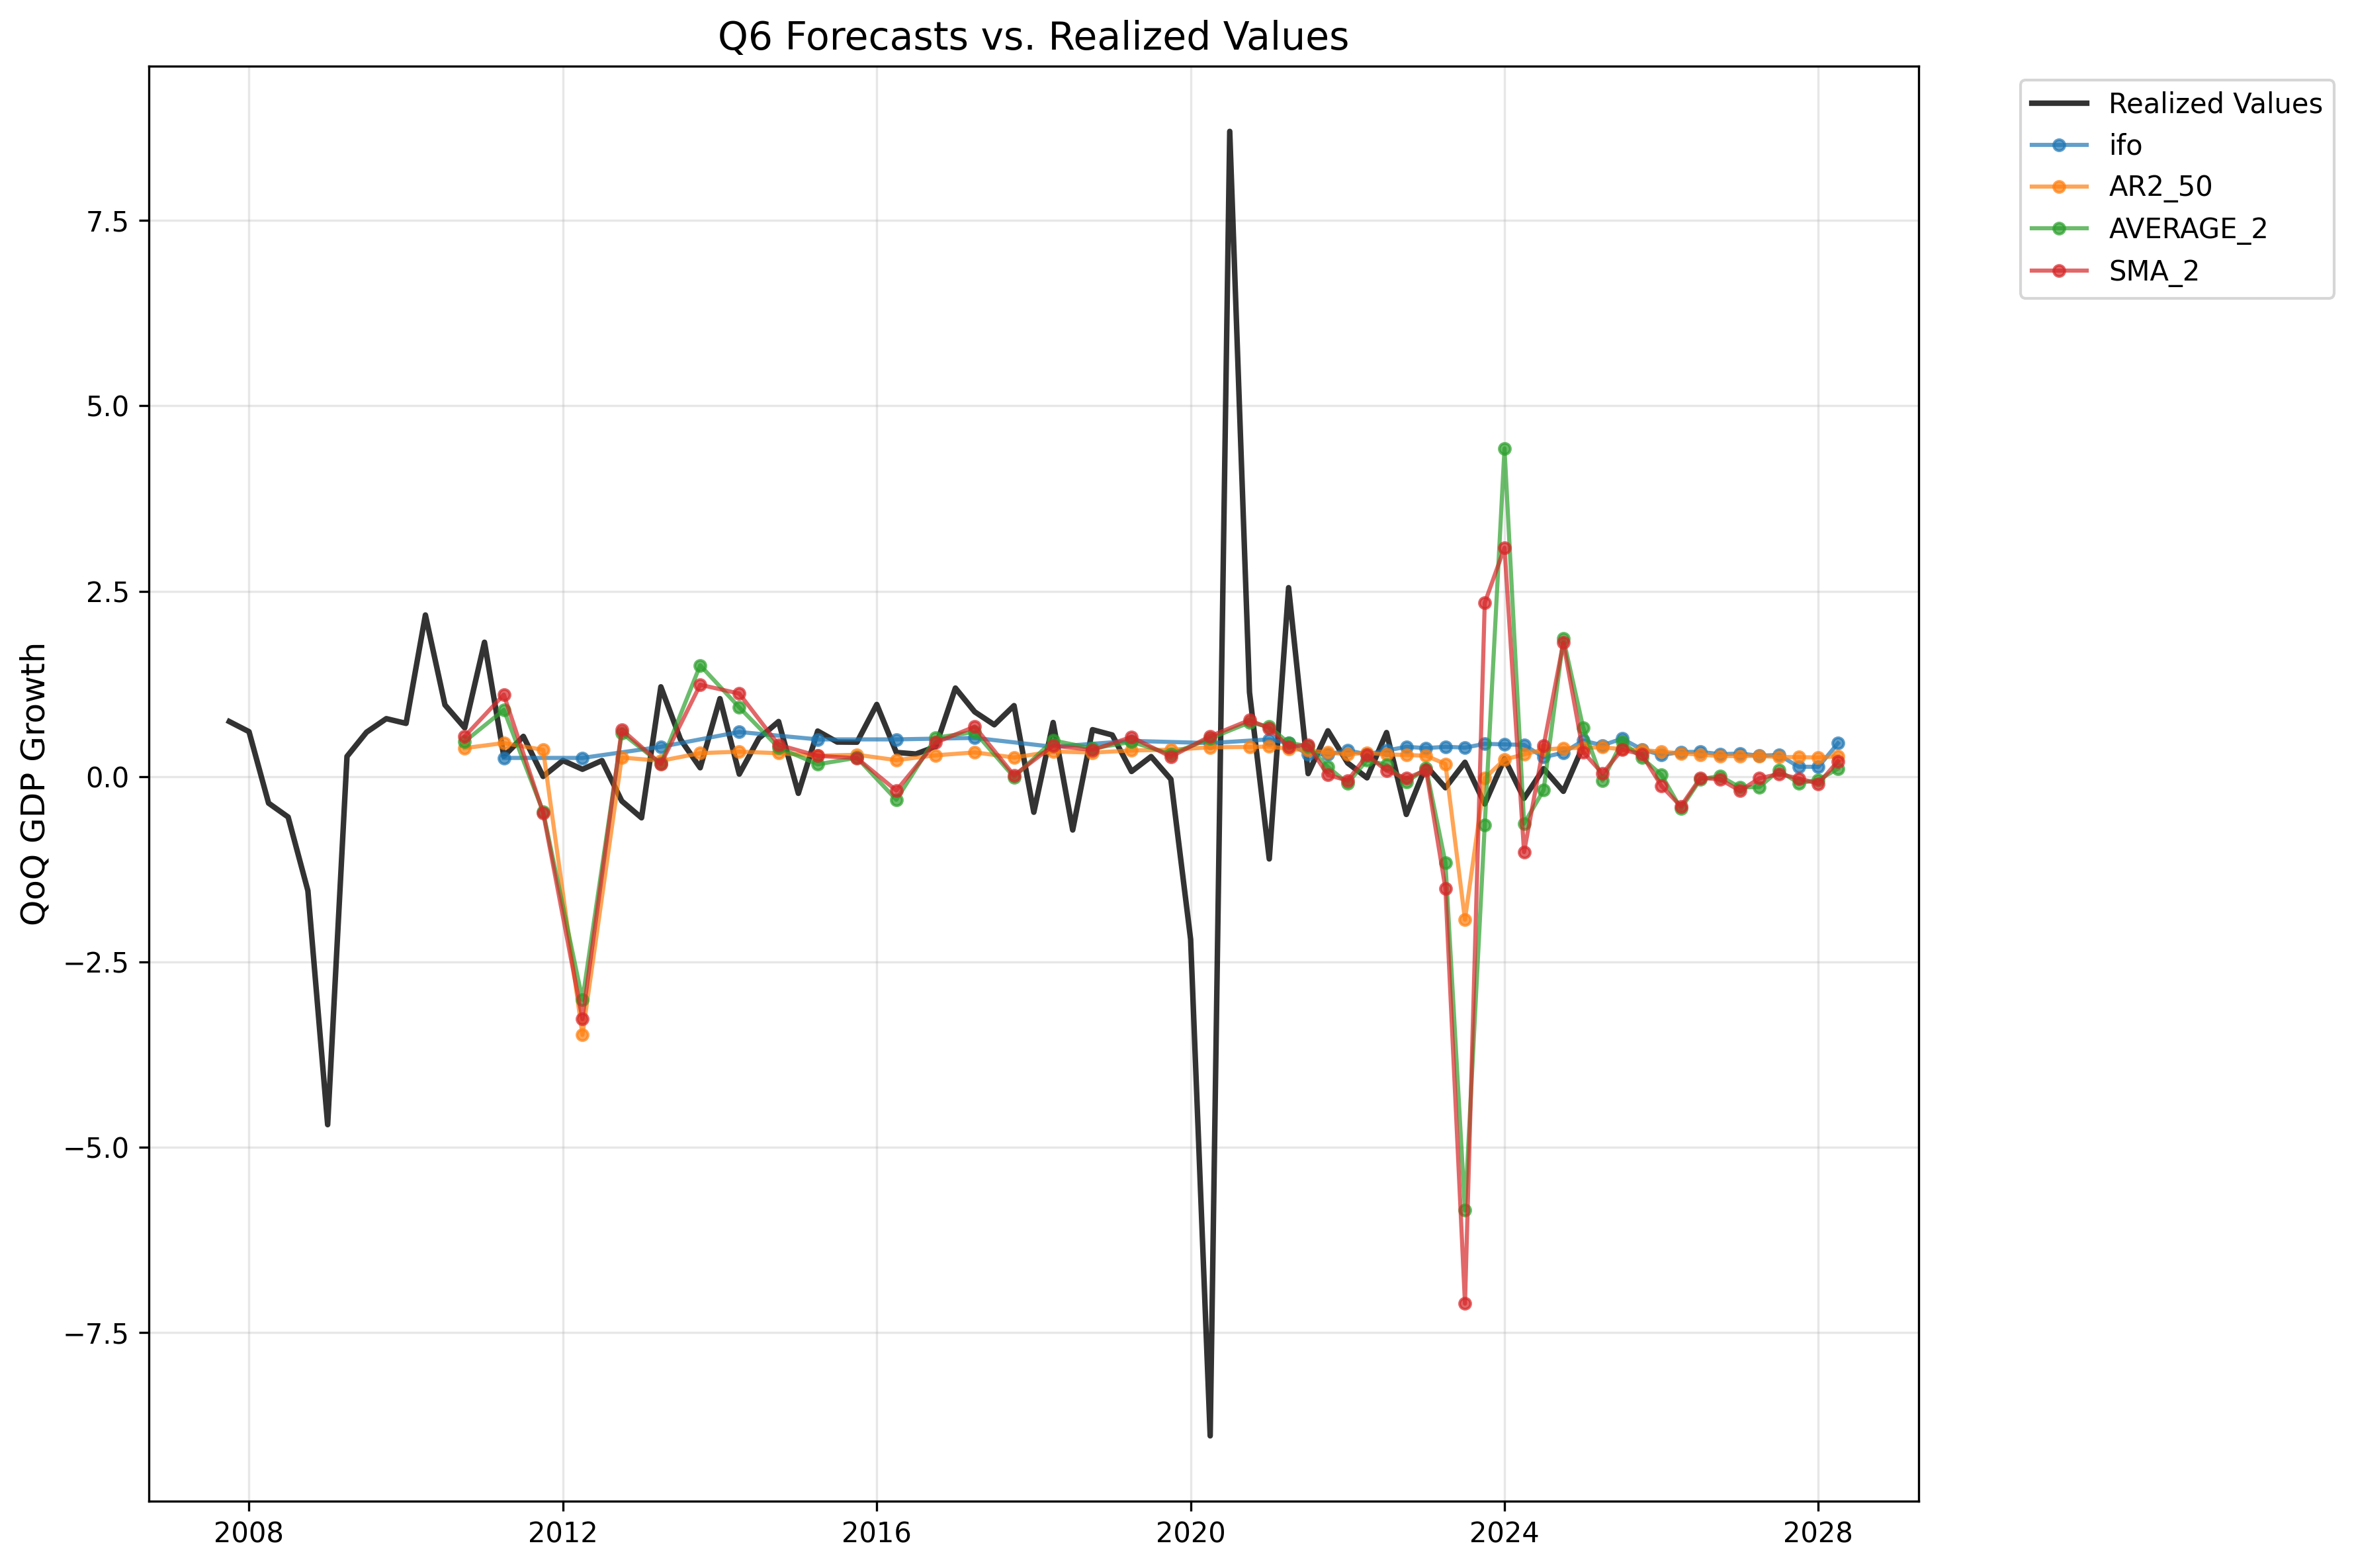 Q6 Forecasts vs. Realized Values
QoQ GDP Growth
7.5
5.0
2.5
0.0
−2.5
−5.0
−7.5
2008
2012
2016
2020
2024
2028
Realized Values
ifo
AR2_50
AVERAGE_2
SMA_2